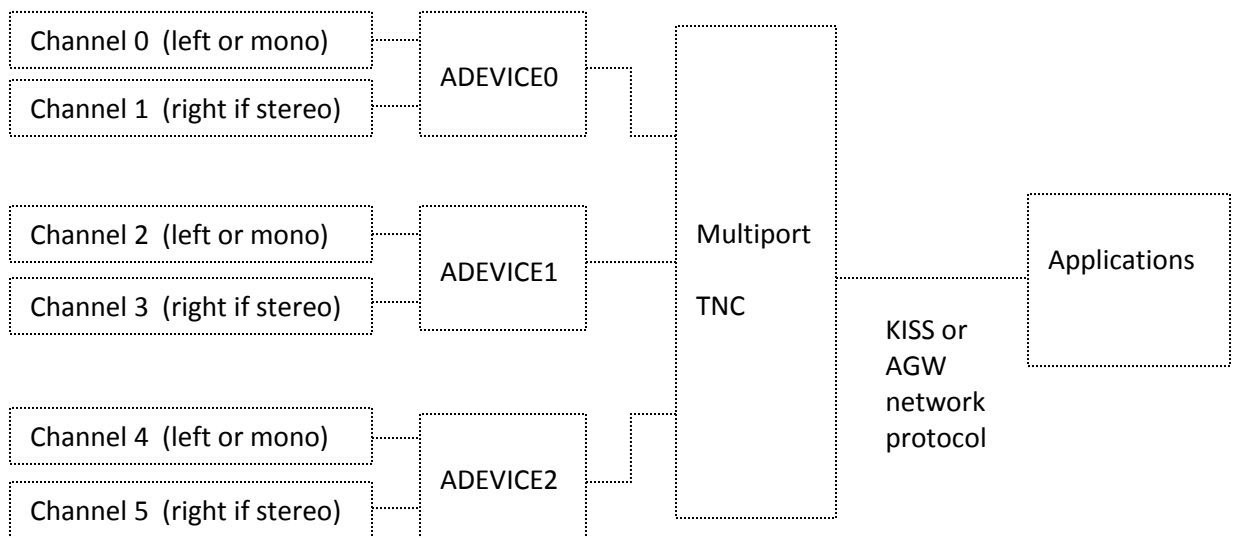 Channel 0 (left or mono)
Channel 1 (right if stereo)
ADEVICE0
Channel 2 (left or mono)
Channel 3 (right if stereo)
ADEVICE1
Channel 4 (left or mono)
Channel 5 (right if stereo)
ADEVICE2
Multiport
TNC
KISS or
AGW
network
protocol
Applications